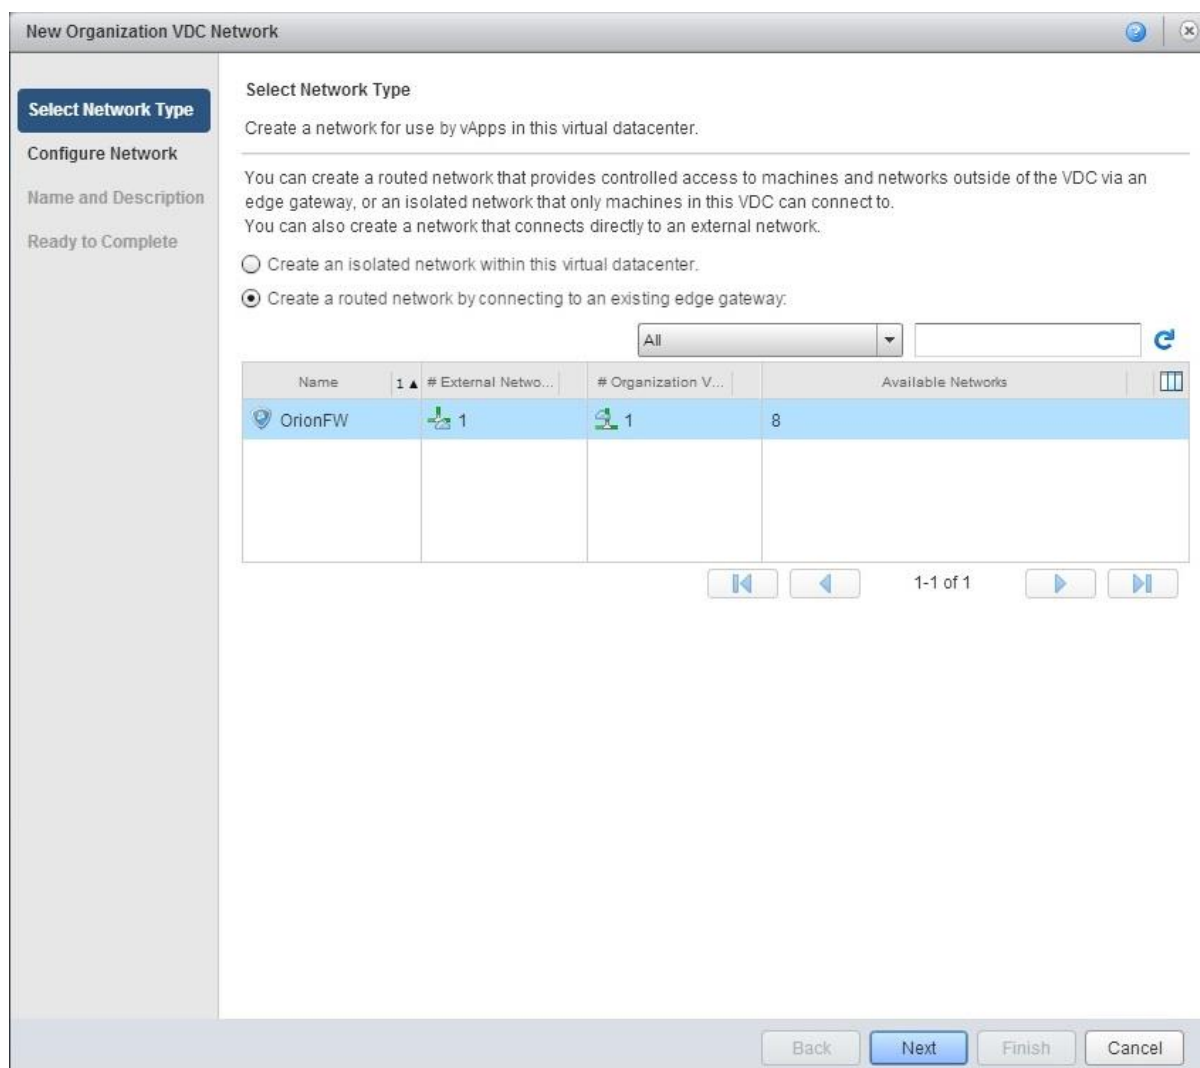 New Organization VDC Network
Select Network Type
Configure Network
Name and Description
Ready to Complete
Select Network Type
Create a network for use by vApps in this virtual datacenter.
You can create a routed network that provides controlled access to machines and networks outside of the VDC via an
edge gateway, or an isolated network that only machines in this VDC can connect to.
You can also create a network that connects directly to an external network.
Create an isolated network within this virtual datacenter.
Create a routed network by connecting to an existing edge gateway:
All
Name 1 ▲ # External Netwo... # Organization V... Available Networks
OrionFW 1 1 8
1-1 of 1
Back Next Finish Cancel